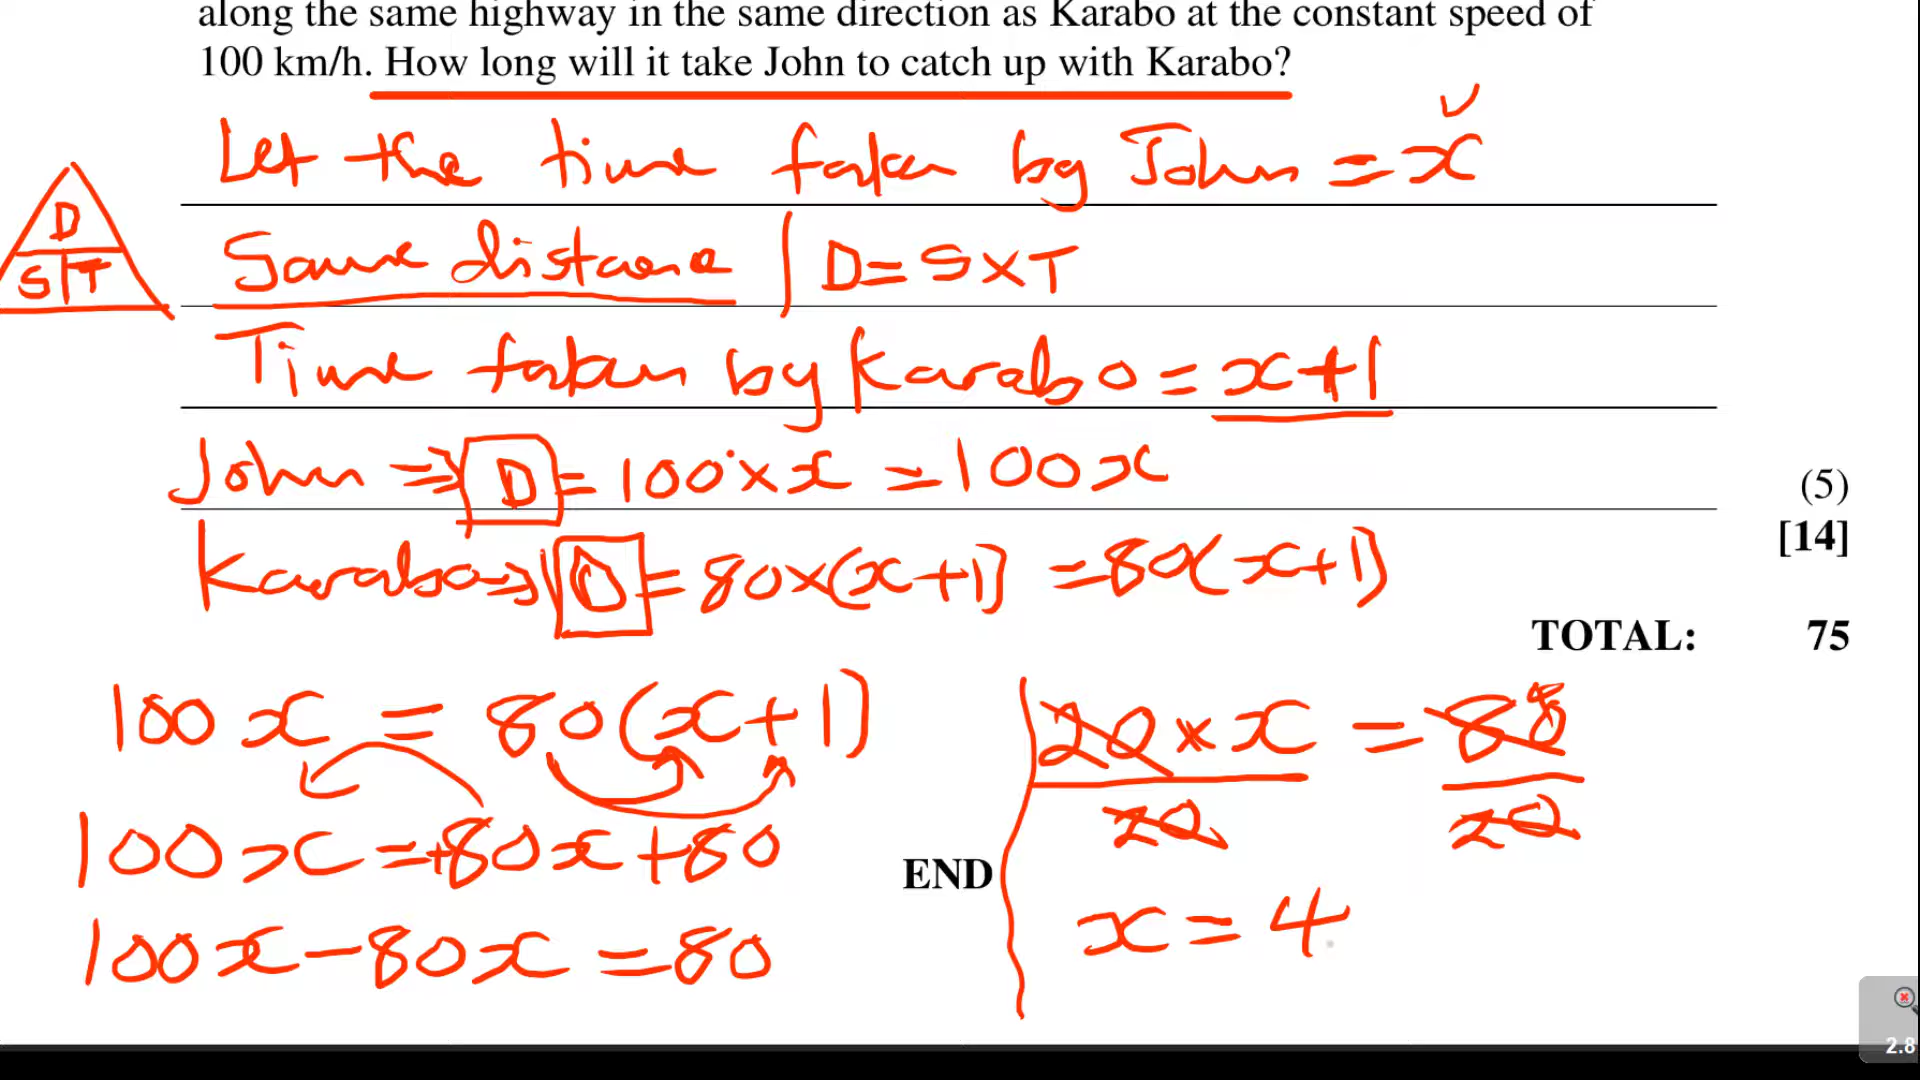 along the same highway in the same direction as Karabo at the constant speed of
100 km/h. How long will it take John to catch up with Karabo?
Let the time taken by John = x
D
S T
Same distance | D = S × T
Time taken by Karabo = x+1
John ⇒ D = 100 × x = 100x
(5)
[14]
Karabo ⇒ D = 80×(x+1) = 80(x+1)
TOTAL: 75
100x = 80(x+1)
100x = +80x+80
100x − 80x = 80
END
20 × x = 80
20 20
x = 4
2.8